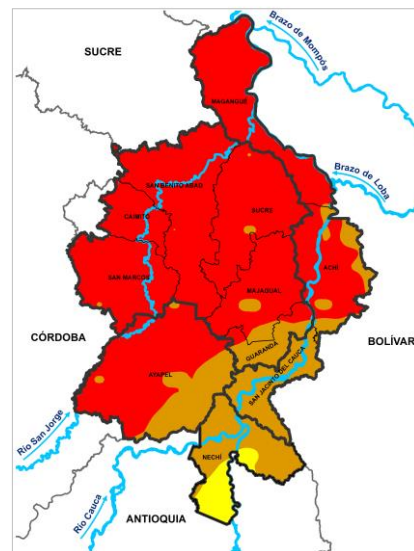 SUCRE
Brazo de Mompós
MAGANGUÉ
Brazo de Loba
SAN BENITO ABAD
CAIMITO
SUCRE
SAN MARCOS
ACHÍ
MAJAGUAL
CÓRDOBA
BOLÍVAR
GUARANDA
AYAPEL
SAN JACINTO DEL CAUCA
Río San Jorge
NECHÍ
Río Cauca
ANTIOQUIA